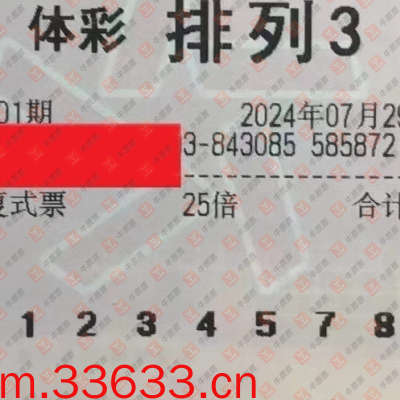 体彩 排列3
01期 2024年07月29
3-843085 585872
复式票 25倍 合计
1 2 3 4 5 7 8
m.33633.cn